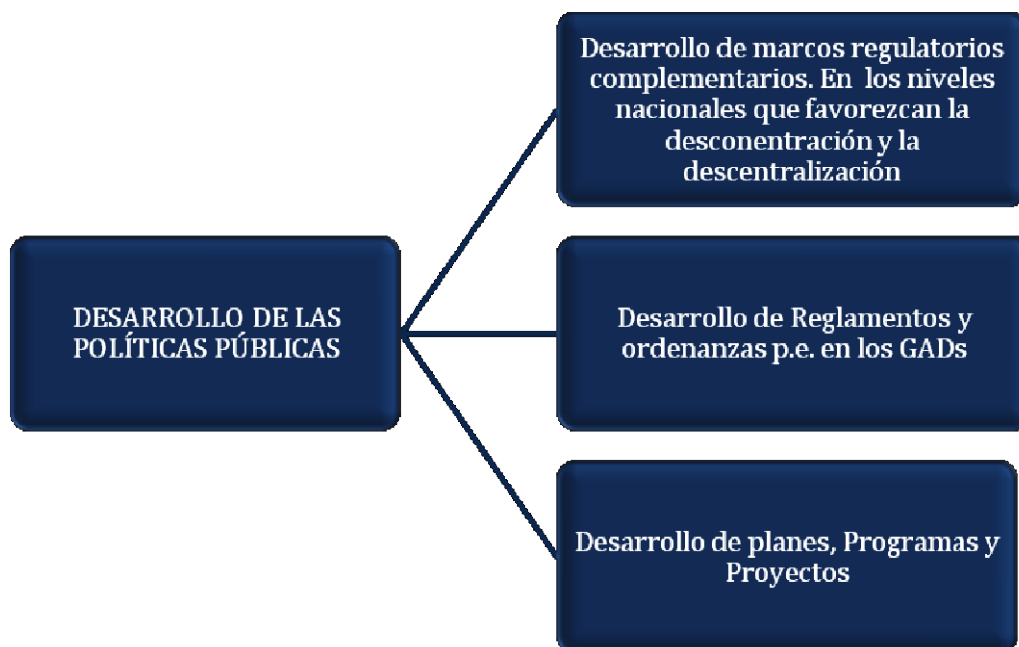 Desarrollo de marcos regulatorios
complementarios. En los niveles
nacionales que favorezcan la
desconentración y la
descentralización
DESARROLLO DE LAS
POLÍTICAS PÚBLICAS
Desarrollo de Reglamentos y
ordenanzas p.e. en los GADs
Desarrollo de planes, Programas y
Proyectos